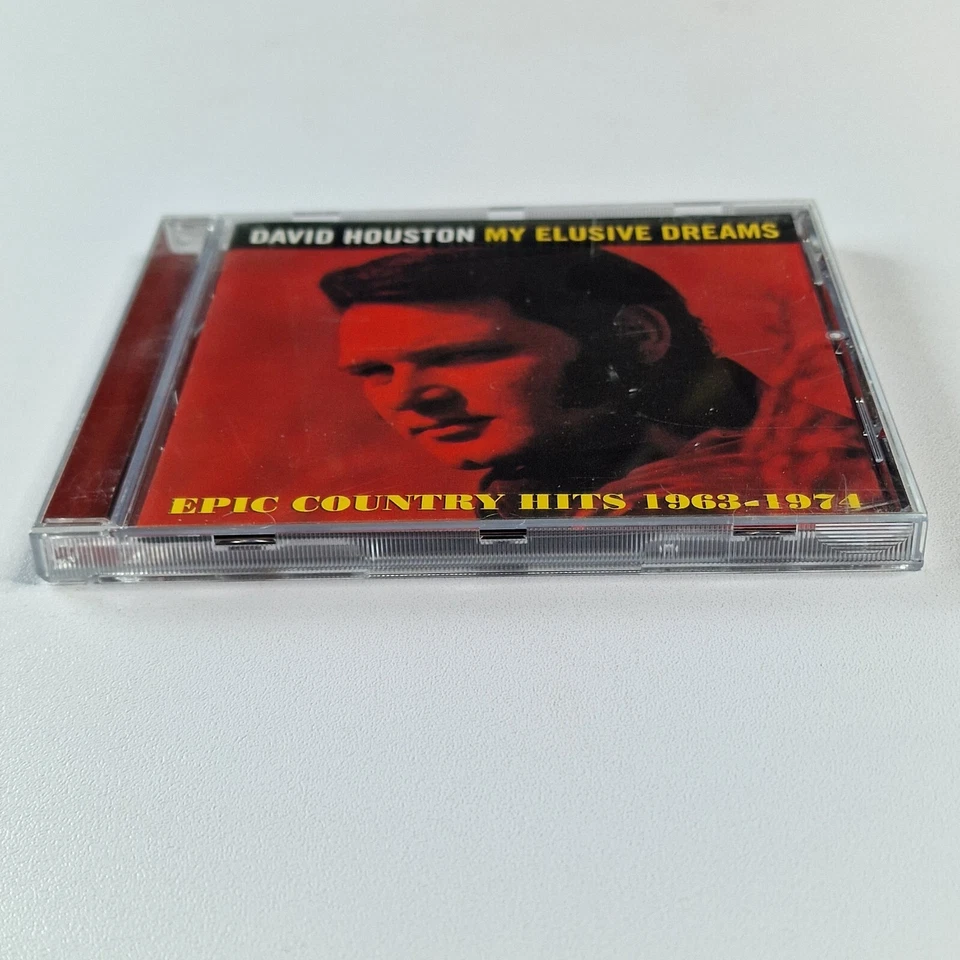 DAVID HOUSTON MY ELUSIVE DREAMS
EPIC COUNTRY HITS 1963-1974